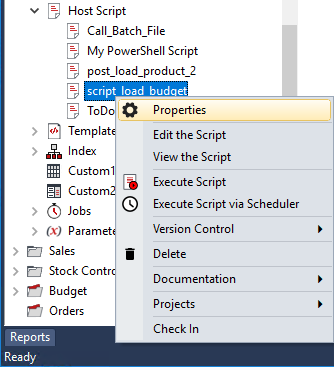 Host Script
Call_Batch_File
My PowerShell Script
post_load_product_2
script_load_budget
ToDo
Properties
Edit the Script
View the Script
Execute Script
Execute Script via Scheduler
Version Control
Delete
Documentation
Projects
Check In
Template
Index
Custom1
Custom2
Jobs
Paramete
Sales
Stock Contro
Budget
Orders
Reports
Ready